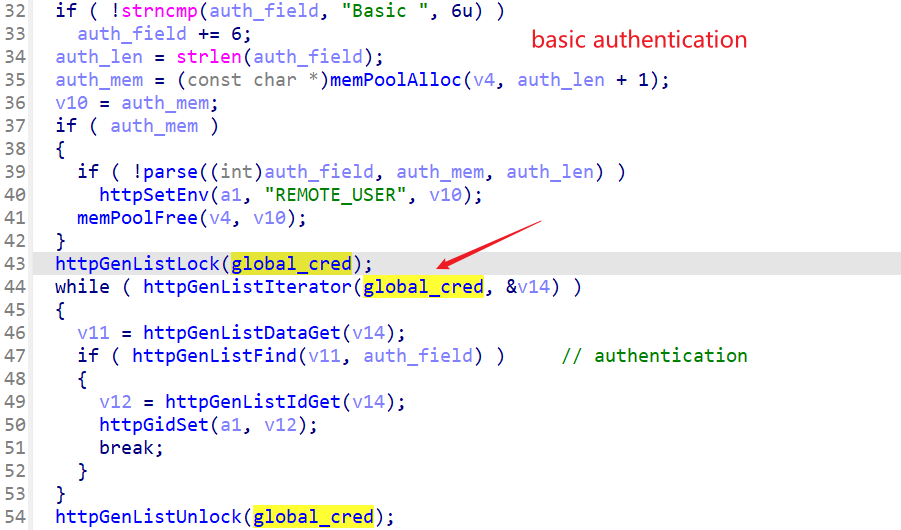 32 if ( !strncmp(auth_field, "Basic ", 6u) )
33 auth_field += 6;
basic authentication
34 auth_len = strlen(auth_field);
35 auth_mem = (const char *)memPoolAlloc(v4, auth_len + 1);
36 v10 = auth_mem;
37 if ( auth_mem )
38 {
39 if ( !parse((int)auth_field, auth_mem, auth_len) )
40 httpSetEnv(a1, "REMOTE_USER", v10);
41 memPoolFree(v4, v10);
42 }
43 httpGenListLock(global_cred);
44 while ( httpGenListIterator(global_cred, &v14) )
45 {
46 v11 = httpGenListDataGet(v14);
47 if ( httpGenListFind(v11, auth_field) ) // authentication
48 {
49 v12 = httpGenListIdGet(v14);
50 httpGidSet(a1, v12);
51 break;
52 }
53 }
54 httpGenListUnlock(global_cred);